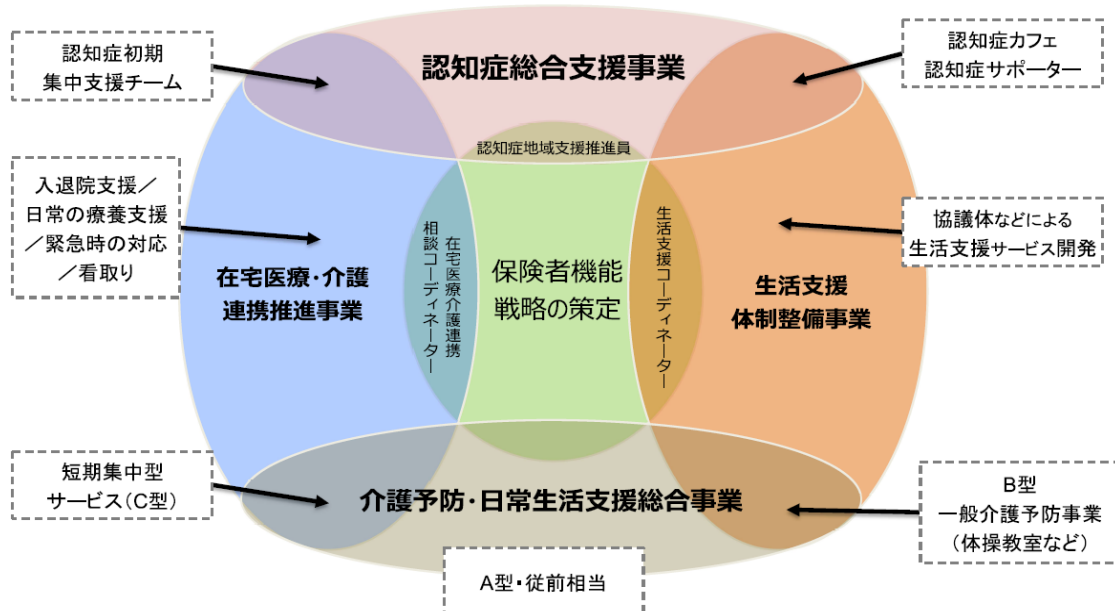 認知症初期
集中支援チーム
認知症総合支援事業
認知症カフェ
認知症サポーター
認知症地域支援推進員
入退院支援／
日常の療養支援
／緊急時の対応
／看取り
在宅医療・介護
連携推進事業
在宅医療介護連携
相談コーディネーター
保険者機能
戦略の策定
生活支援コーディネーター
生活支援
体制整備事業
協議体などによる
生活支援サービス開発
短期集中型
サービス（C型）
介護予防・日常生活支援総合事業
B型
一般介護予防事業
（体操教室など）
A型・従前相当